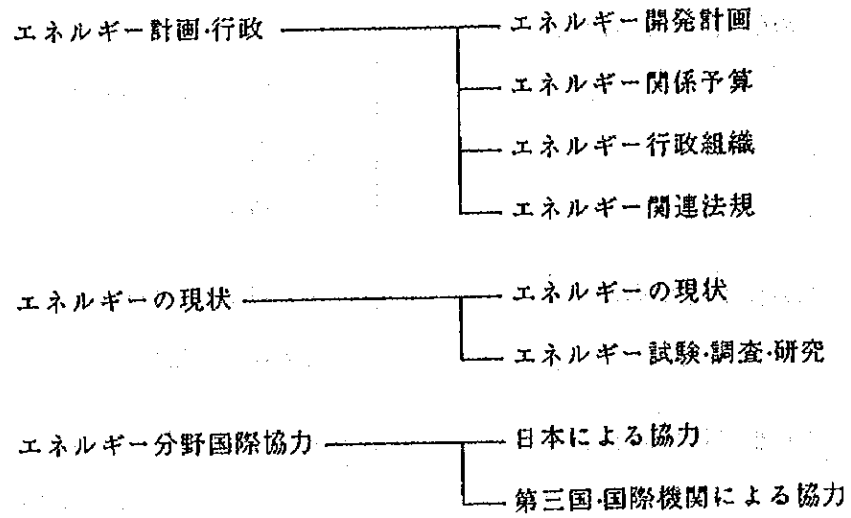 エネルギー計画・行政
エネルギー開発計画
エネルギー関係予算
エネルギー行政組織
エネルギー関連法規
エネルギーの現状
エネルギーの現状
エネルギー試験・調査・研究
エネルギー分野国際協力
日本による協力
第三国・国際機関による協力